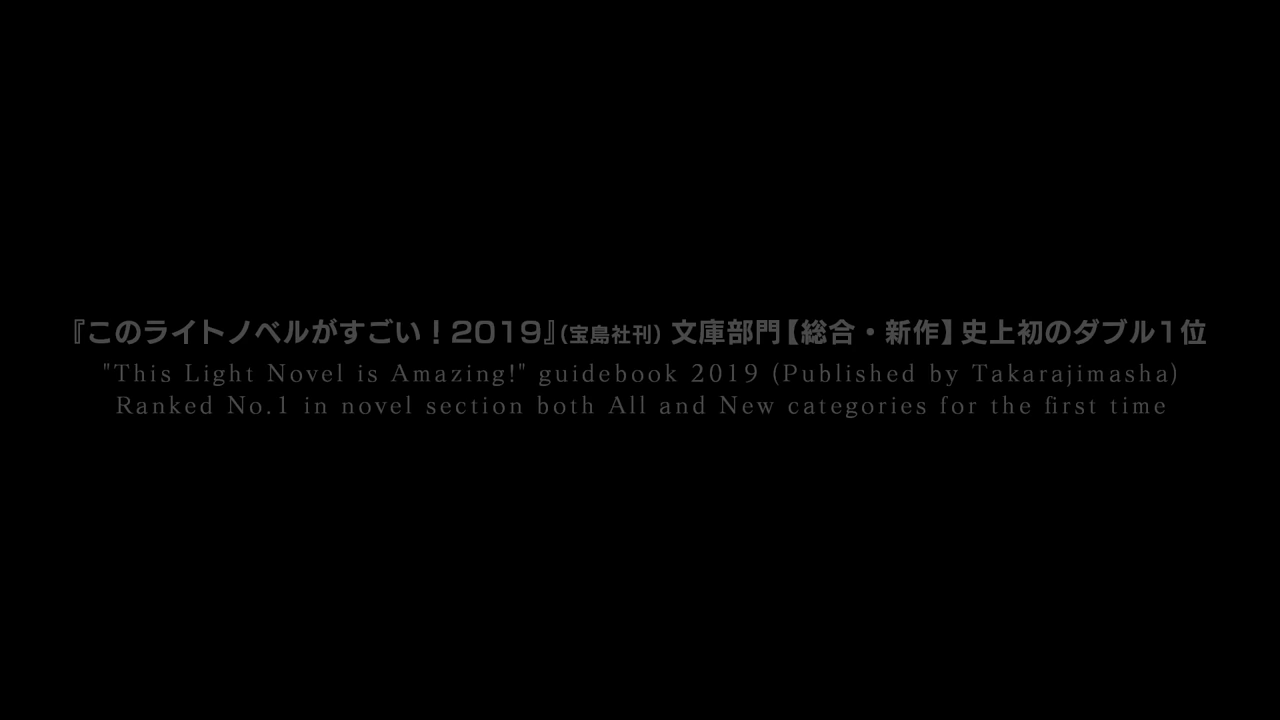 『このライトノベルがすごい！2019』（宝島社刊） 文庫部門【総合・新作】史上初のダブル1位
"This Light Novel is Amazing!" guidebook 2019 (Published by Takarajimasha)
Ranked No.1 in novel section both All and New categories for the first time